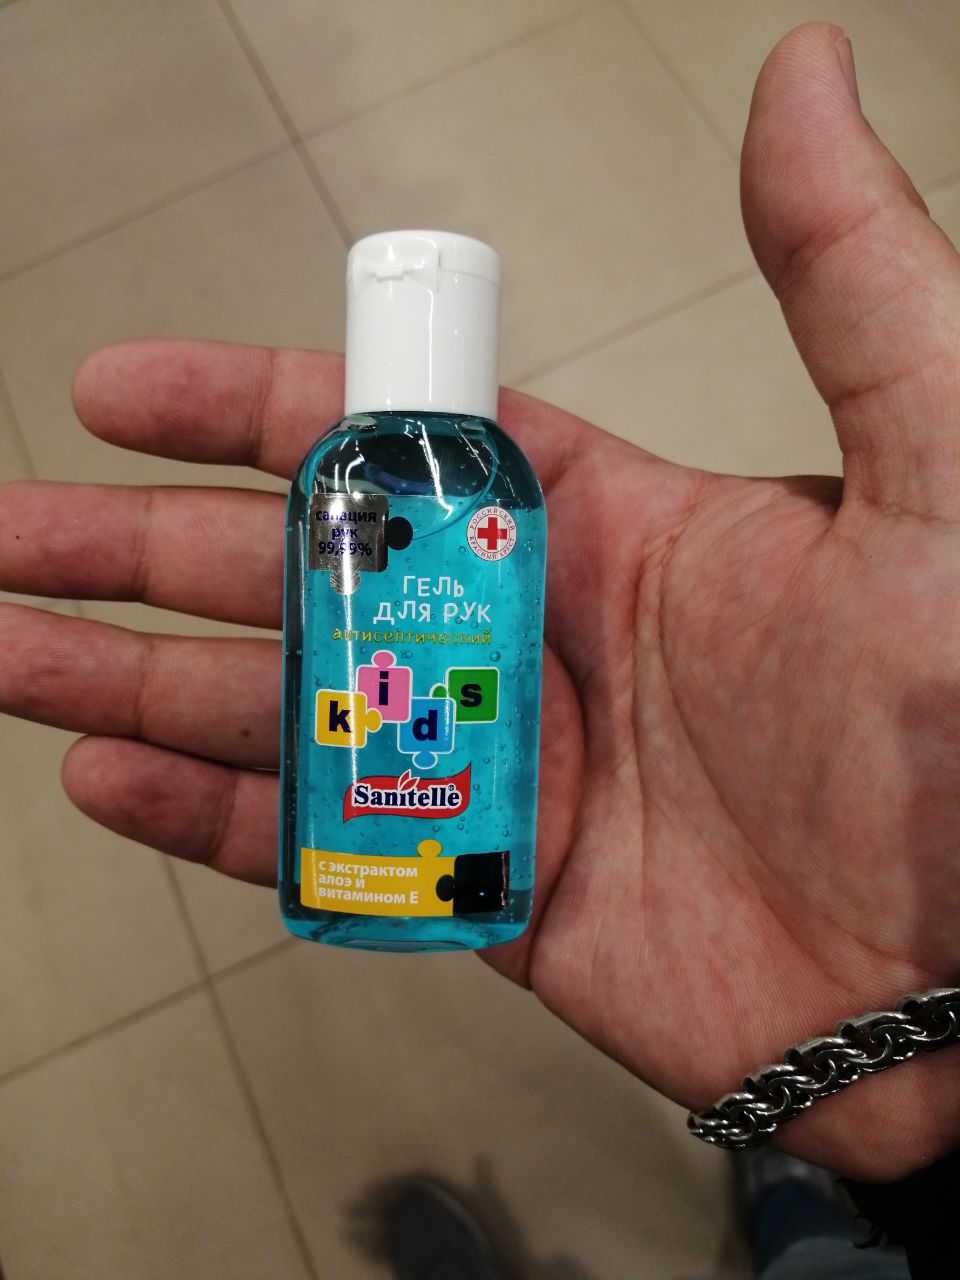 санация
рук
99,99%
РОССИЙСКИЙ
КРАСНЫЙ КРЕСТ
ГЕЛЬ
ДЛЯ РУК
антисептический
kids
Sanitelle®
с экстрактом
алоэ и
витамином Е